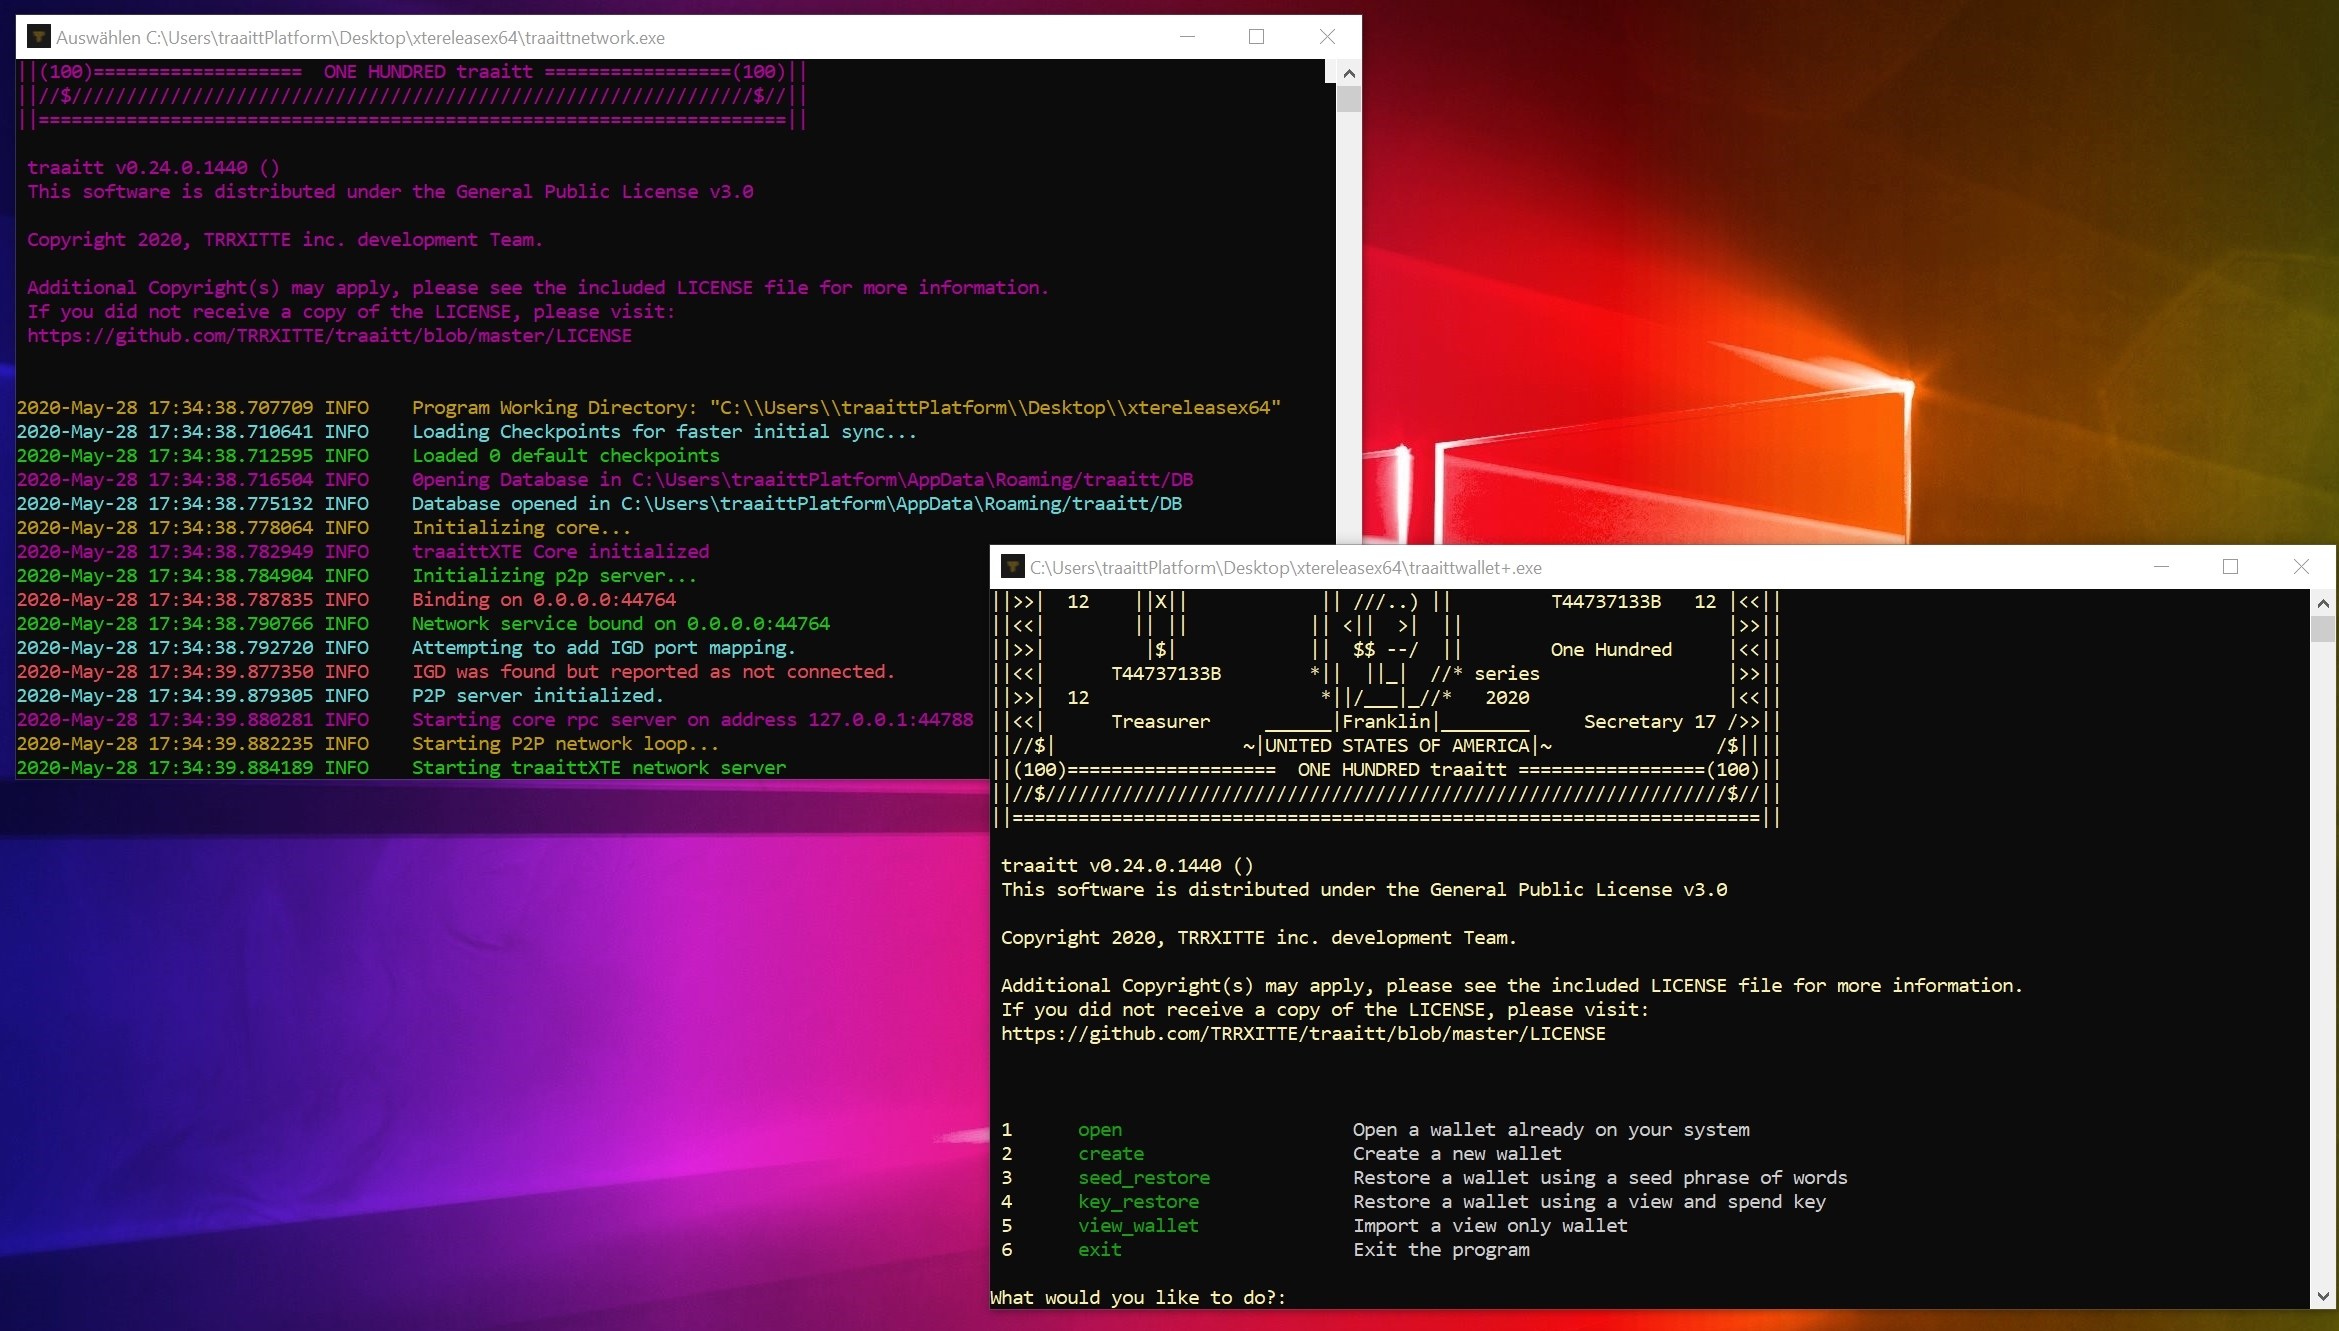 Auswählen C:\Users\traaittPlatform\Desktop\xtereleasex64\traaittnetwork.exe
||(100)===================  ONE HUNDRED traaitt =================(100)||
||//$//////////////////////////////////////////////////////////////$//||
||====================================================================||
traaitt v0.24.0.1440 ()
This software is distributed under the General Public License v3.0
Copyright 2020, TRRXITTE inc. development Team.
Additional Copyright(s) may apply, please see the included LICENSE file for more information.
If you did not receive a copy of the LICENSE, please visit:
https://github.com/TRRXITTE/traaitt/blob/master/LICENSE
2020-May-28 17:34:38.707709 INFO    Program Working Directory: "C:\\Users\\traaittPlatform\\Desktop\\xtereleasex64"
2020-May-28 17:34:38.710641 INFO    Loading Checkpoints for faster initial sync...
2020-May-28 17:34:38.712595 INFO    Loaded 0 default checkpoints
2020-May-28 17:34:38.716504 INFO    0pening Database in C:\Users\traaittPlatform\AppData\Roaming/traaitt/DB
2020-May-28 17:34:38.775132 INFO    Database opened in C:\Users\traaittPlatform\AppData\Roaming/traaitt/DB
2020-May-28 17:34:38.778064 INFO    Initializing core...
2020-May-28 17:34:38.782949 INFO    traaittXTE Core initialized
2020-May-28 17:34:38.784904 INFO    Initializing p2p server...
2020-May-28 17:34:38.787835 INFO    Binding on 0.0.0.0:44764
2020-May-28 17:34:38.790766 INFO    Network service bound on 0.0.0.0:44764
2020-May-28 17:34:38.792720 INFO    Attempting to add IGD port mapping.
2020-May-28 17:34:39.877350 INFO    IGD was found but reported as not connected.
2020-May-28 17:34:39.879305 INFO    P2P server initialized.
2020-May-28 17:34:39.880281 INFO    Starting core rpc server on address 127.0.0.1:44788
2020-May-28 17:34:39.882235 INFO    Starting P2P network loop...
2020-May-28 17:34:39.884189 INFO    Starting traaittXTE network server
C:\Users\traaittPlatform\Desktop\xtereleasex64\traaittwallet+.exe
||>>|  12    ||X||            || ///..) ||         T44737133B   12 |<<||
||<<|        || ||           || <||  >|  ||                        |>>||
||>>|         |$|            ||  $$ --/  ||        One Hundred     |<<||
||<<|      T44737133B        *||  ||_|  //* series                 |>>||
||>>|  12                     *||/___|_//*   2020                  |<<||
||<<|      Treasurer     ______|Franklin|________     Secretary 17 />>||
||//$|                 ~|UNITED STATES OF AMERICA|~               /$||||
||(100)===================  ONE HUNDRED traaitt =================(100)||
||//$//////////////////////////////////////////////////////////////$//||
||====================================================================||
traaitt v0.24.0.1440 ()
This software is distributed under the General Public License v3.0
Copyright 2020, TRRXITTE inc. development Team.
Additional Copyright(s) may apply, please see the included LICENSE file for more information.
If you did not receive a copy of the LICENSE, please visit:
https://github.com/TRRXITTE/traaitt/blob/master/LICENSE
1      open                     Open a wallet already on your system
2      create                   Create a new wallet
3      seed_restore             Restore a wallet using a seed phrase of words
4      key_restore              Restore a wallet using a view and spend key
5      view_wallet              Import a view only wallet
6      exit                     Exit the program
What would you like to do?: